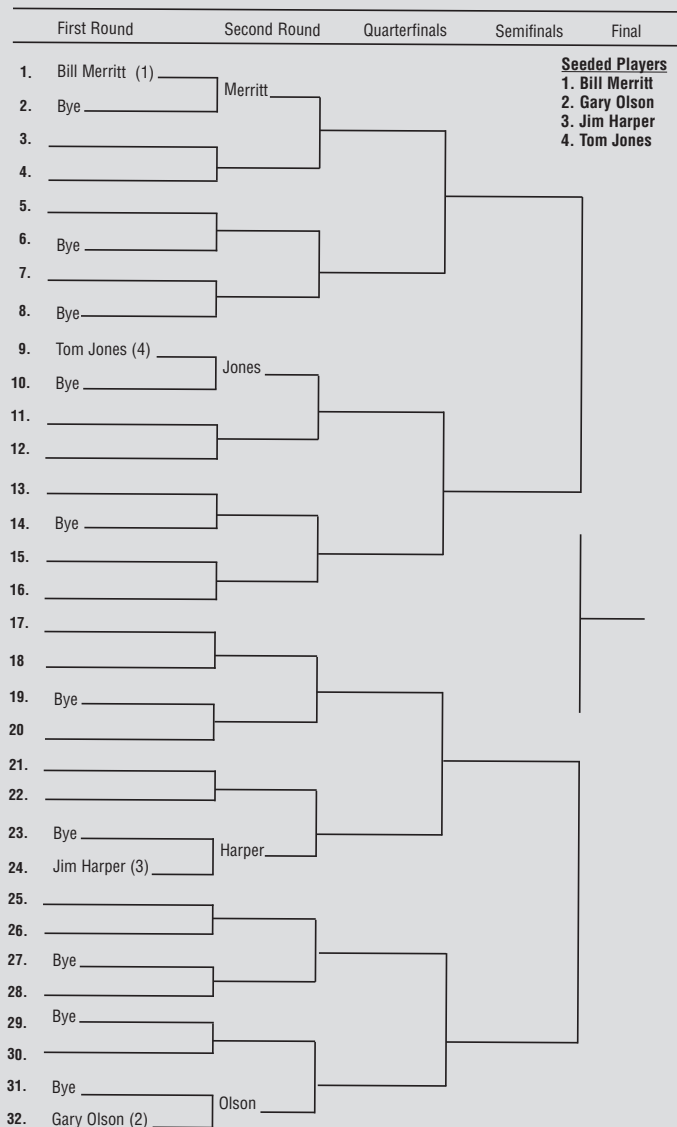 First Round Second Round Quarterfinals Semifinals Final
Seeded Players
1. Bill Merritt
2. Gary Olson
3. Jim Harper
4. Tom Jones
1. Bill Merritt (1)
Merritt
2. Bye
3.
4.
5.
6. Bye
7.
8. Bye
9. Tom Jones (4)
Jones
10. Bye
11.
12.
13.
14. Bye
15.
16.
17.
18
19. Bye
20
21.
22.
23. Bye
Harper
24. Jim Harper (3)
25.
26.
27. Bye
28.
29. Bye
30.
31. Bye
Olson
32. Gary Olson (2)